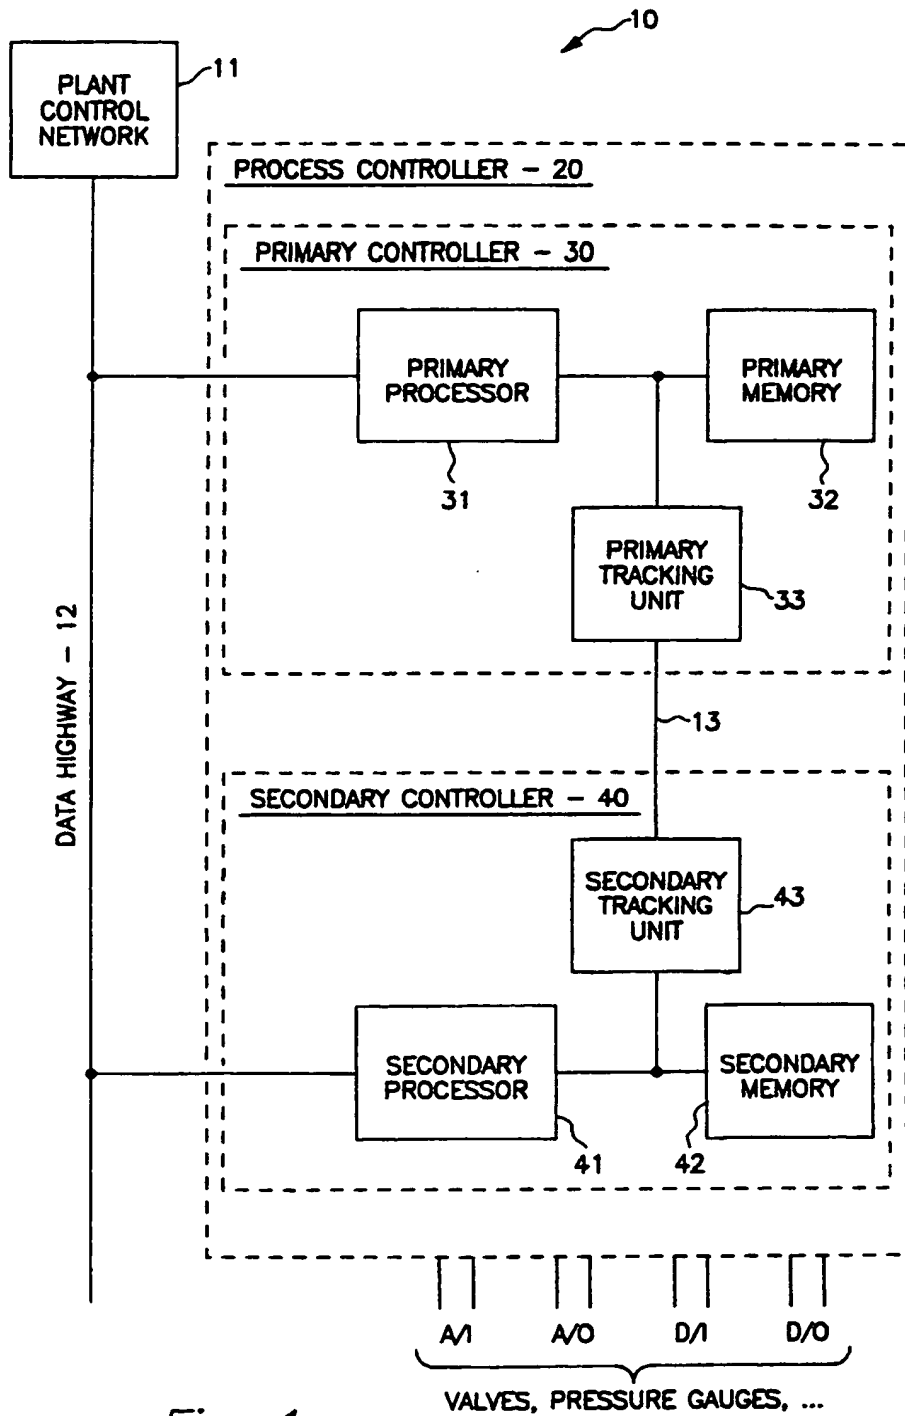 10
PLANT
CONTROL
NETWORK
11
PROCESS CONTROLLER - 20
PRIMARY CONTROLLER - 30
PRIMARY
PROCESSOR
31
PRIMARY
MEMORY
32
PRIMARY
TRACKING
UNIT
33
DATA HIGHWAY - 12
13
SECONDARY CONTROLLER - 40
SECONDARY
TRACKING
UNIT
43
SECONDARY
PROCESSOR
41
SECONDARY
MEMORY
42
A/I A/O D/I D/O
VALVES, PRESSURE GAUGES, ...